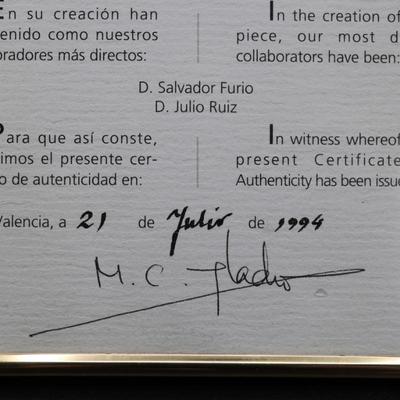 En su creación han
tenido como nuestros
oradores más directos:
In the creation of
piece, our most d
collaborators have been:
D. Salvador Furio
D. Julio Ruiz
Para que así conste,
imos el presente cer-
o de autenticidad en:
In witness whereof
present Certificate
Authenticity has been issue
Valencia, a 21 de Julio de 1994
M. C.